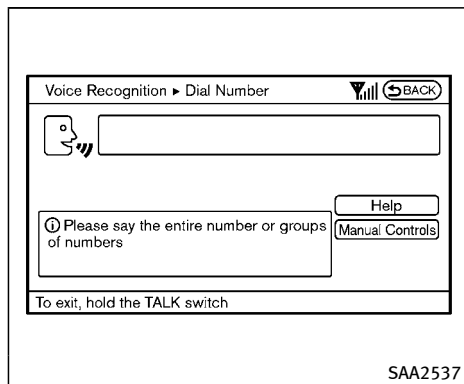 Voice Recognition ▸ Dial Number BACK
Help
Please say the entire number or groups
of numbers
Manual Controls
To exit, hold the TALK switch
SAA2537